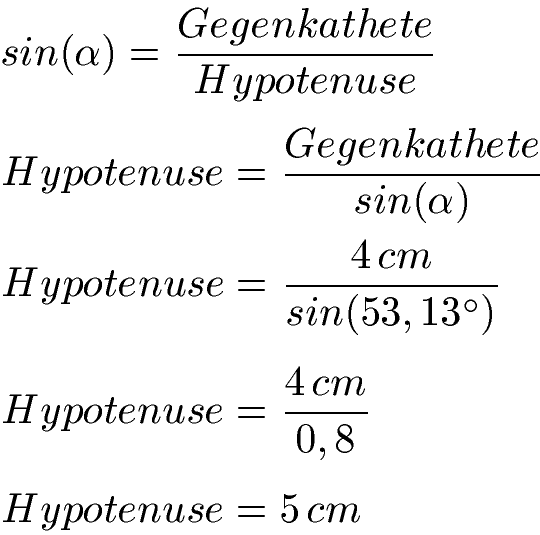 sin(α) = Gegenkathete / Hypotenuse
Hypotenuse = Gegenkathete / sin(α)
Hypotenuse = 4 cm / sin(53,13°)
Hypotenuse = 4 cm / 0,8
Hypotenuse = 5 cm